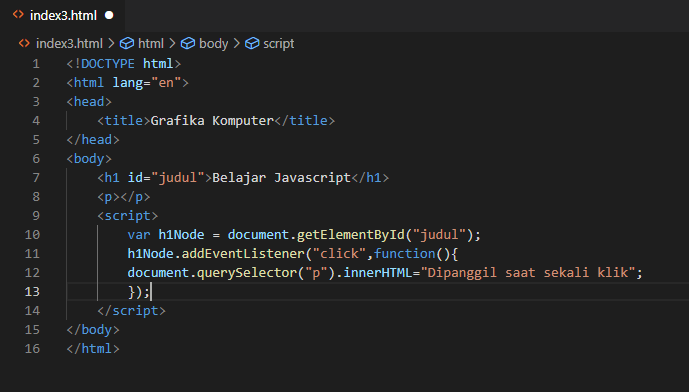 <> index3.html ●
<> index3.html > html > body > script
1 <!DOCTYPE html>
2 <html lang="en">
3 <head>
4 <title>Grafika Komputer</title>
5 </head>
6 <body>
7 <h1 id="judul">Belajar Javascript</h1>
8 <p></p>
9 <script>
10 var h1Node = document.getElementById("judul");
11 h1Node.addEventListener("click",function(){
12 document.querySelector("p").innerHTML="Dipanggil saat sekali klik";
13 });
14 </script>
15 </body>
16 </html>